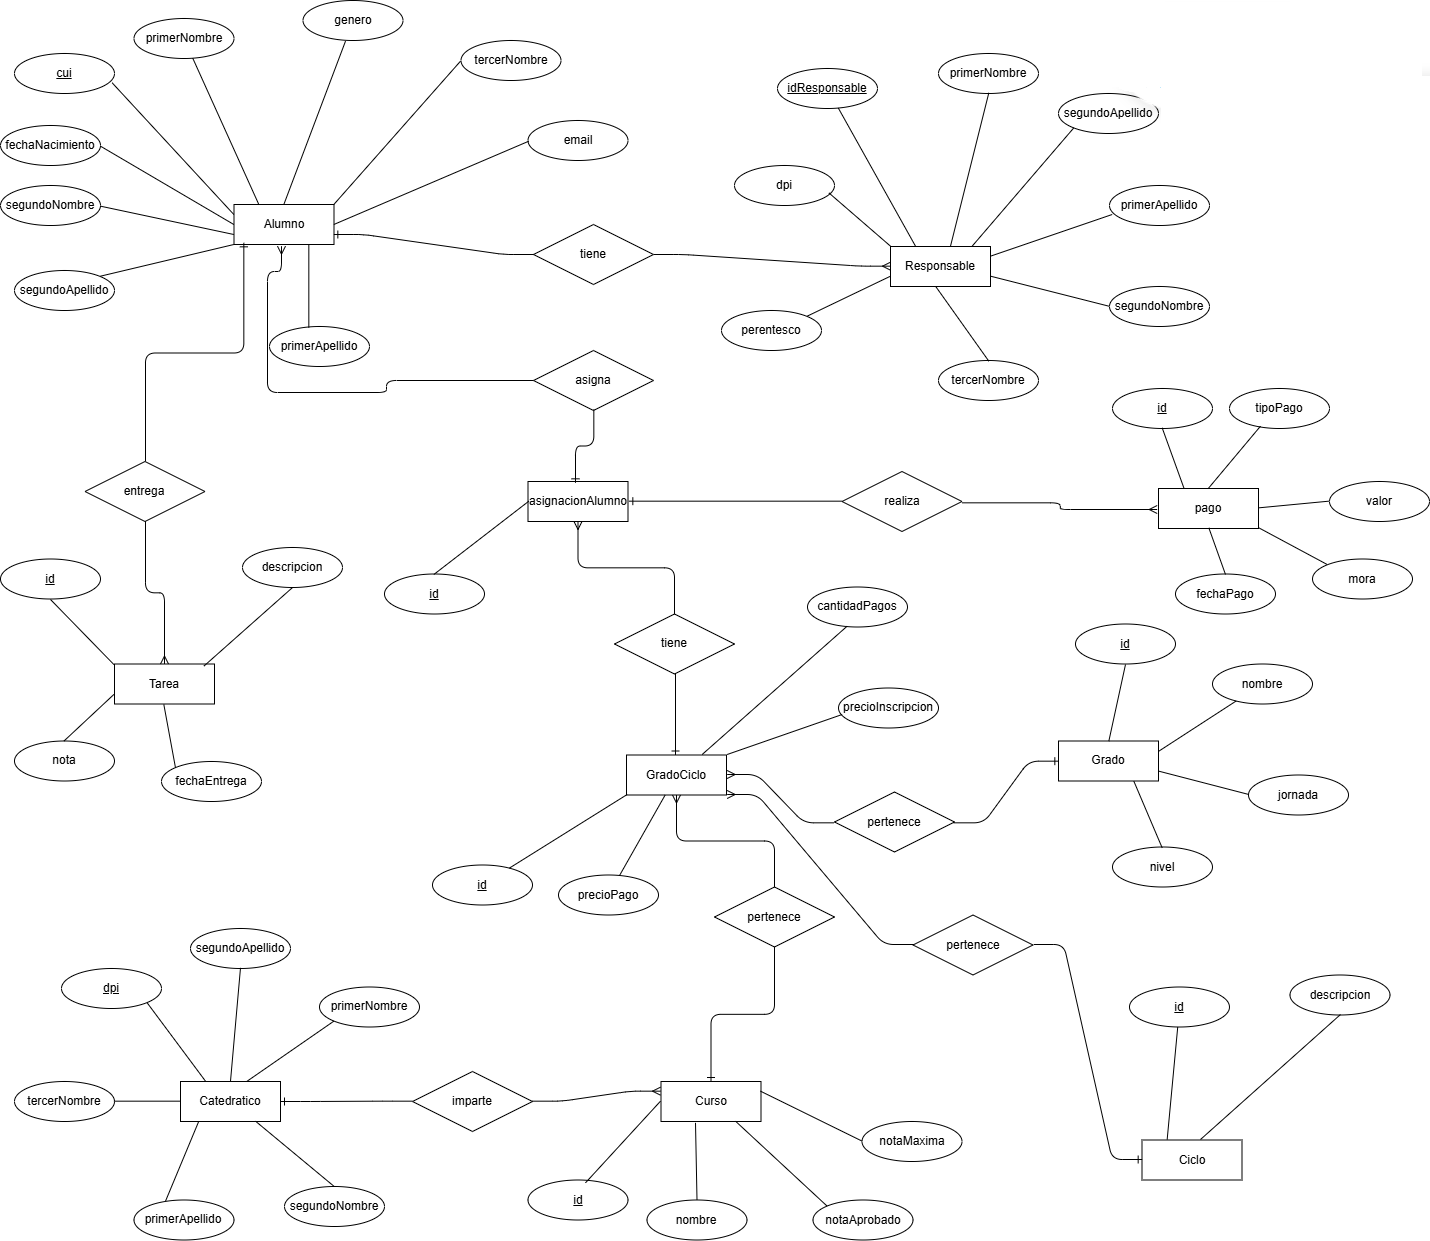 genero
primerNombre
tercerNombre
cui
primerNombre
idResponsable
segundoApellido
email
fechaNacimiento
dpi
segundoNombre
primerApellido
Alumno
tiene
Responsable
segundoApellido
segundoNombre
perentesco
primerApellido
asigna
tercerNombre
id
tipoPago
entrega
asignacionAlumno
realiza
valor
pago
descripcion
id
mora
id
fechaPago
cantidadPagos
tiene
id
Tarea
nombre
precioInscripcion
nota
Grado
GradoCiclo
fechaEntrega
jornada
pertenece
nivel
id
precioPago
pertenece
segundoApellido
pertenece
dpi
descripcion
primerNombre
id
tercerNombre
Catedratico
imparte
Curso
notaMaxima
Ciclo
id
segundoNombre
primerApellido
nombre
notaAprobado